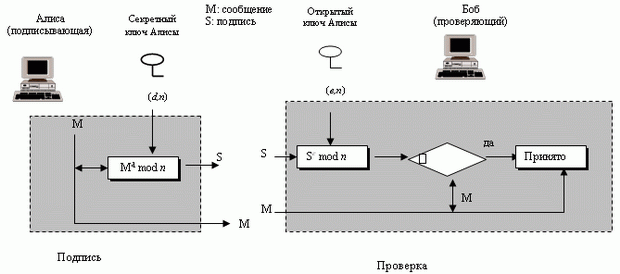 Алиса
(подписывающая)
Секретный
ключ Алисы
M: сообщение
S: подпись
Открытый
ключ Алисы
Боб
(проверяющий)
(d,n)
(e,n)
M
M^d mod n
S
S
S^e mod n
да
Принято
M
M
M
Подпись
Проверка